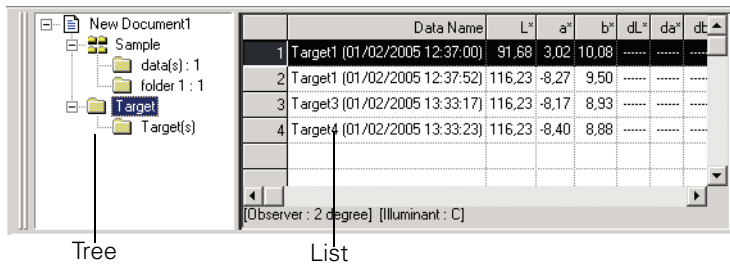 New Document1
Sample
data(s) : 1
folder 1 : 1
Target
Target(s)
Data Name L* a* b* dL* da* db
1 Target1 (01/02/2005 12:37:00) 91,68 3,02 10,08
2 Target1 (01/02/2005 12:37:52) 116,23 -8,27 9,50 ----- ----- -----
3 Target3 (01/02/2005 13:33:17) 116,23 -8,17 8,93 ----- ----- -----
4 Target4 (01/02/2005 13:33:23) 116,23 -8,40 8,88 ----- ----- -----
[Observer : 2 degree] [Illuminant : C]
Tree List